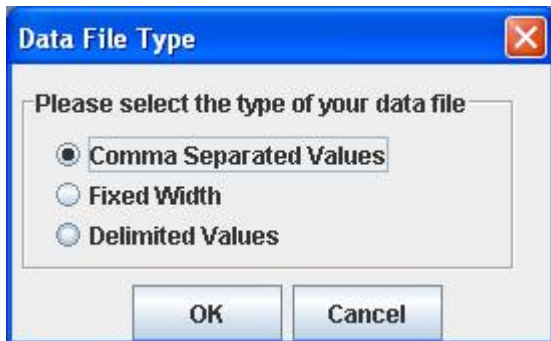 Data File Type
Please select the type of your data file
Comma Separated Values
Fixed Width
Delimited Values
OK Cancel